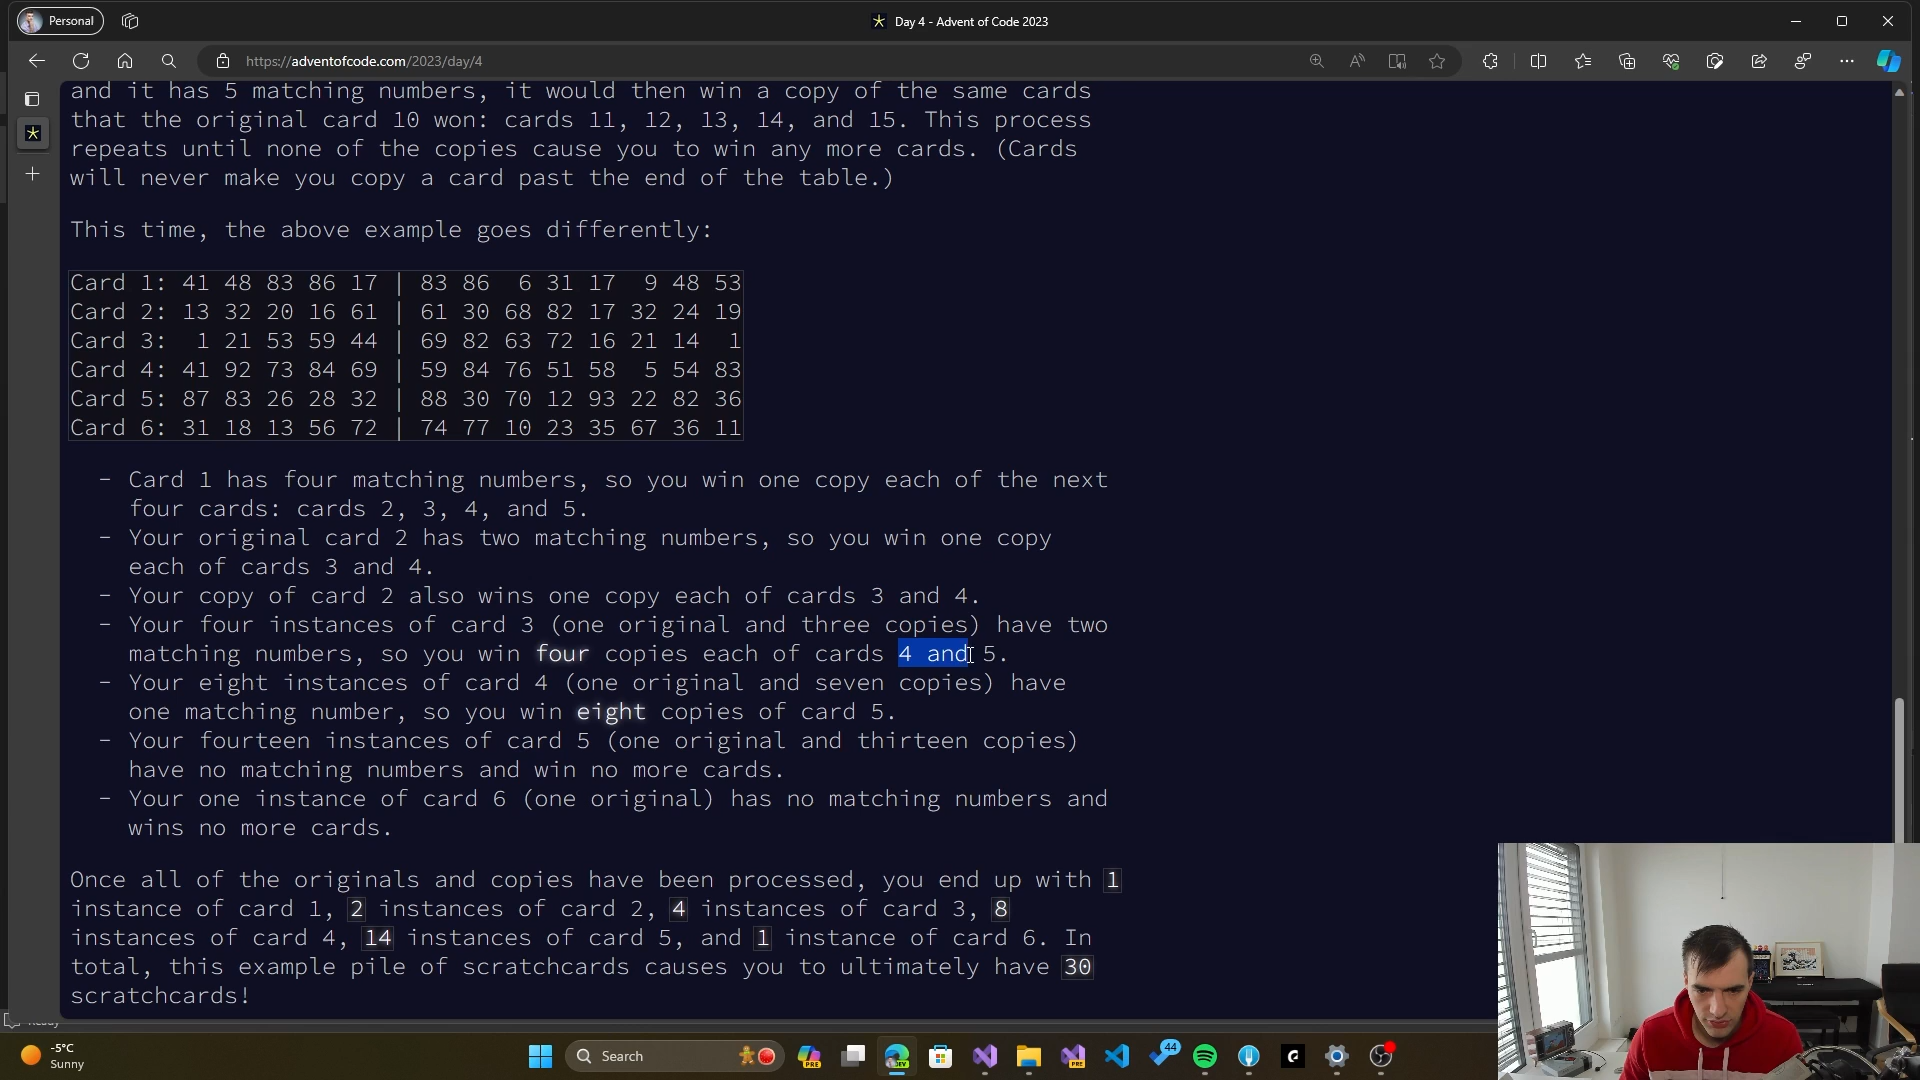 Personal
Day 4 - Advent of Code 2023
https://adventofcode.com/2023/day/4
and it has 5 matching numbers, it would then win a copy of the same cards
that the original card 10 won: cards 11, 12, 13, 14, and 15. This process
repeats until none of the copies cause you to win any more cards. (Cards
will never make you copy a card past the end of the table.)
This time, the above example goes differently:
Card 1: 41 48 83 86 17 | 83 86  6 31 17  9 48 53
Card 2: 13 32 20 16 61 | 61 30 68 82 17 32 24 19
Card 3:  1 21 53 59 44 | 69 82 63 72 16 21 14  1
Card 4: 41 92 73 84 69 | 59 84 76 51 58  5 54 83
Card 5: 87 83 26 28 32 | 88 30 70 12 93 22 82 36
Card 6: 31 18 13 56 72 | 74 77 10 23 35 67 36 11
- Card 1 has four matching numbers, so you win one copy each of the next
four cards: cards 2, 3, 4, and 5.
- Your original card 2 has two matching numbers, so you win one copy
each of cards 3 and 4.
- Your copy of card 2 also wins one copy each of cards 3 and 4.
- Your four instances of card 3 (one original and three copies) have two
matching numbers, so you win four copies each of cards 4 and 5.
- Your eight instances of card 4 (one original and seven copies) have
one matching number, so you win eight copies of card 5.
- Your fourteen instances of card 5 (one original and thirteen copies)
have no matching numbers and win no more cards.
- Your one instance of card 6 (one original) has no matching numbers and
wins no more cards.
Once all of the originals and copies have been processed, you end up with 1
instance of card 1, 2 instances of card 2, 4 instances of card 3, 8
instances of card 4, 14 instances of card 5, and 1 instance of card 6. In
total, this example pile of scratchcards causes you to ultimately have 30
scratchcards!
-5°C
Sunny
Search
PRE
PRE
44